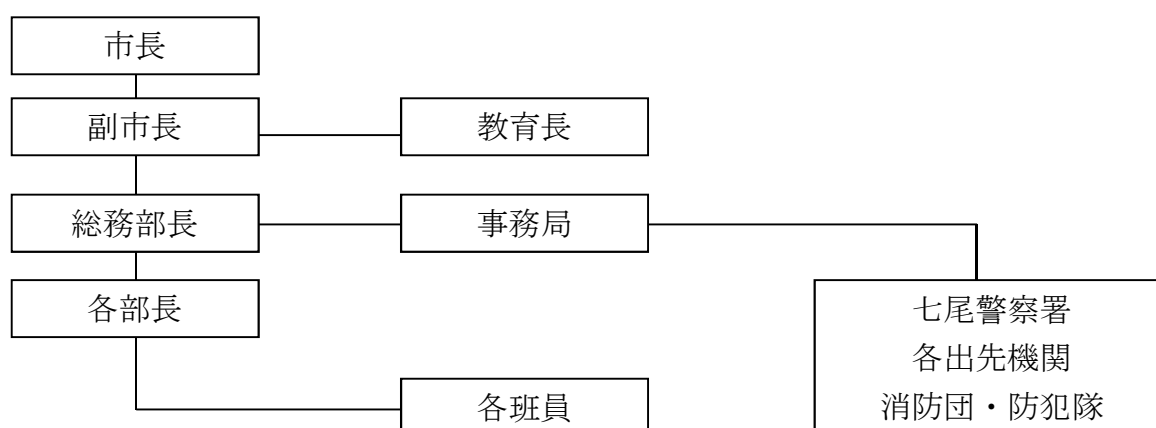 市長
副市長
教育長
総務部長
事務局
各部長
七尾警察署
各出先機関
消防団・防犯隊
各班員